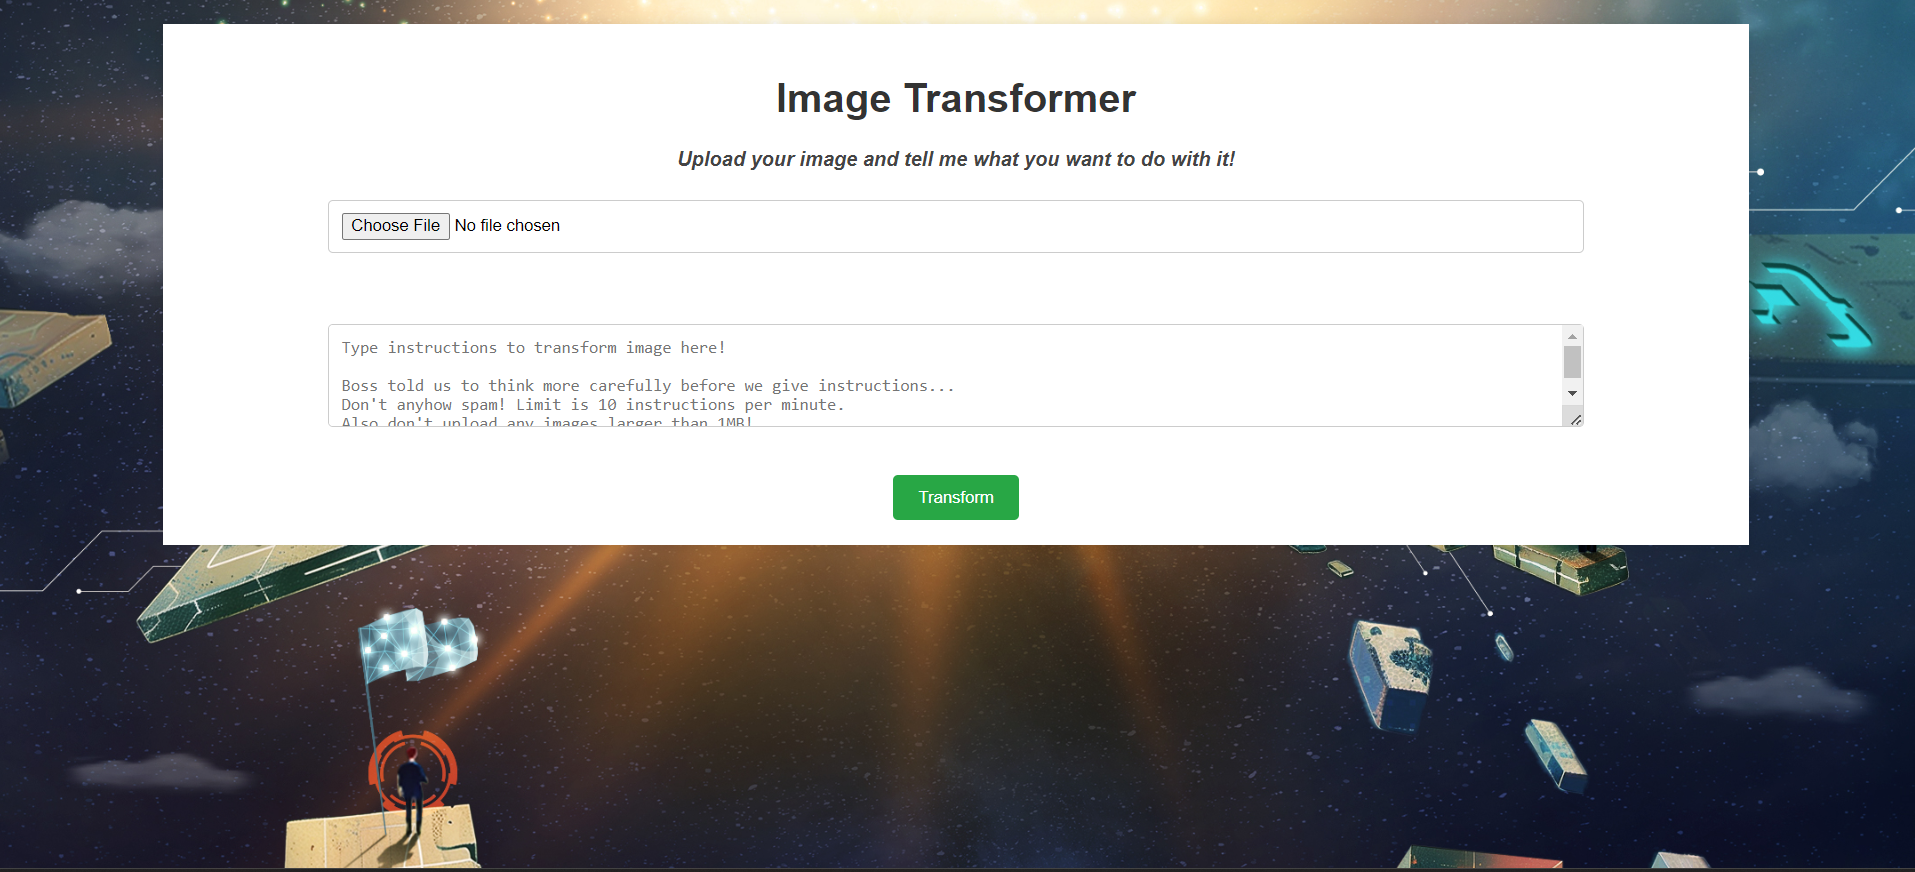 Image Transformer
Upload your image and tell me what you want to do with it!
Choose File No file chosen
Type instructions to transform image here!
Boss told us to think more carefully before we give instructions...
Don't anyhow spam! Limit is 10 instructions per minute.
Also don't upload any images larger than 1MB!
Transform